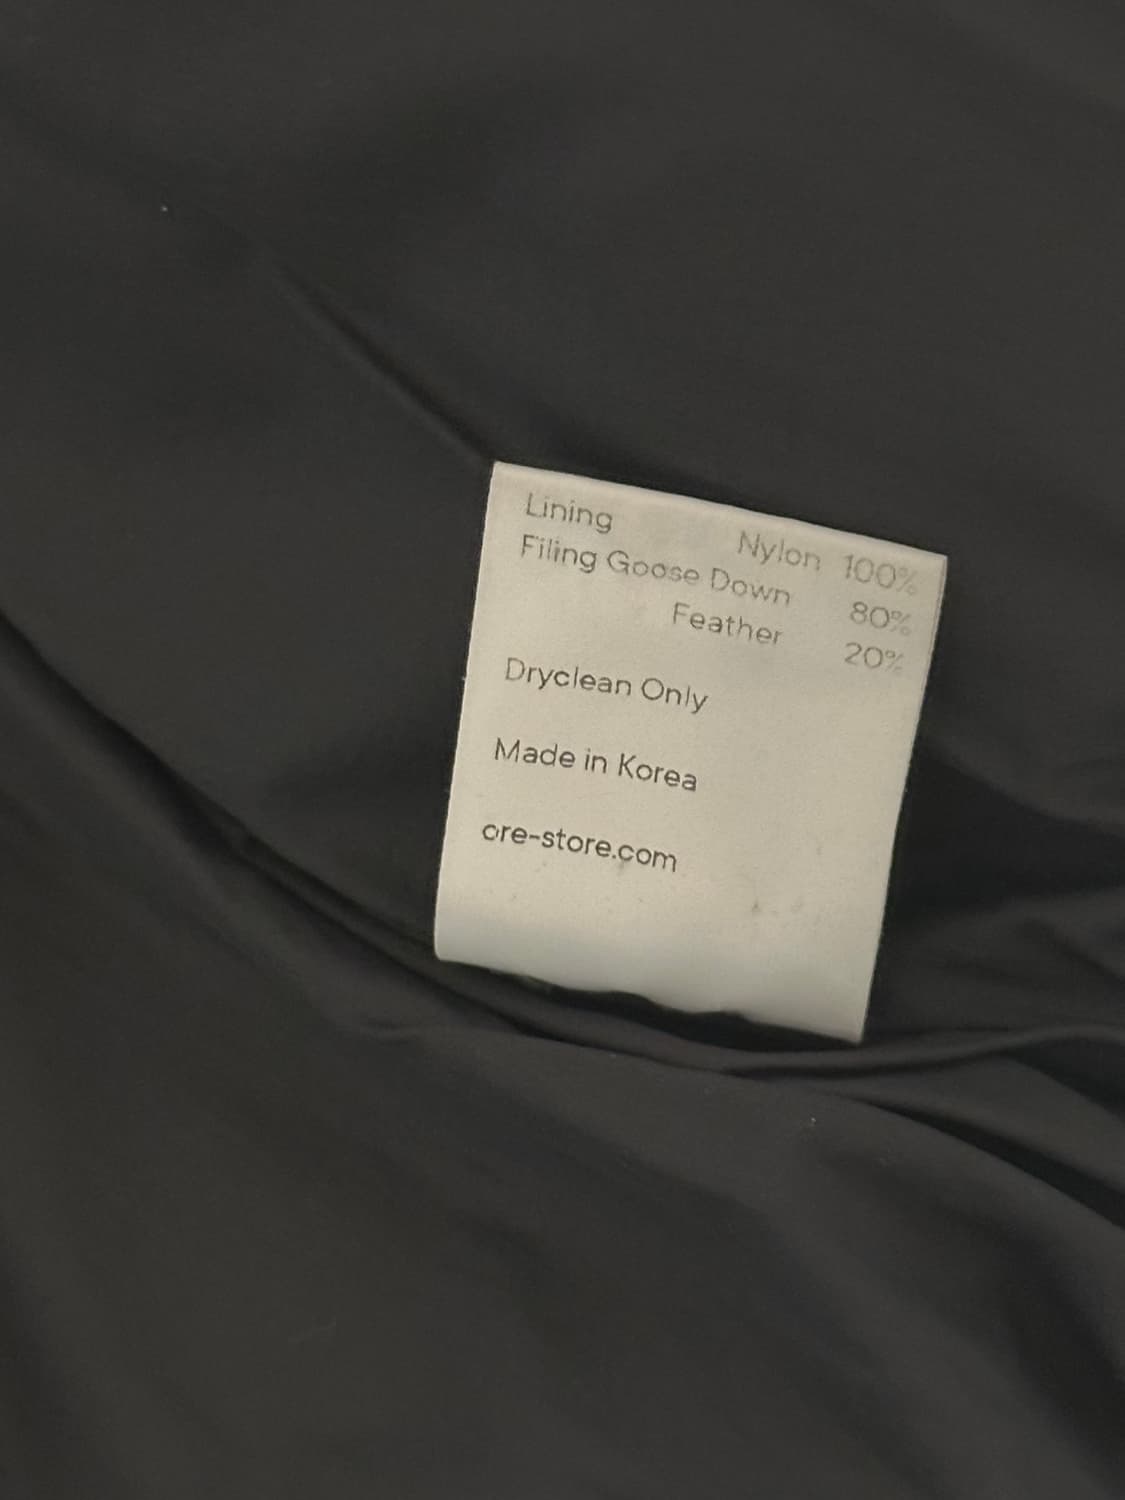 Lining Nylon 100%
Filing Goose Down 80%
Feather 20%
Dryclean Only
Made in Korea
ore-store.com